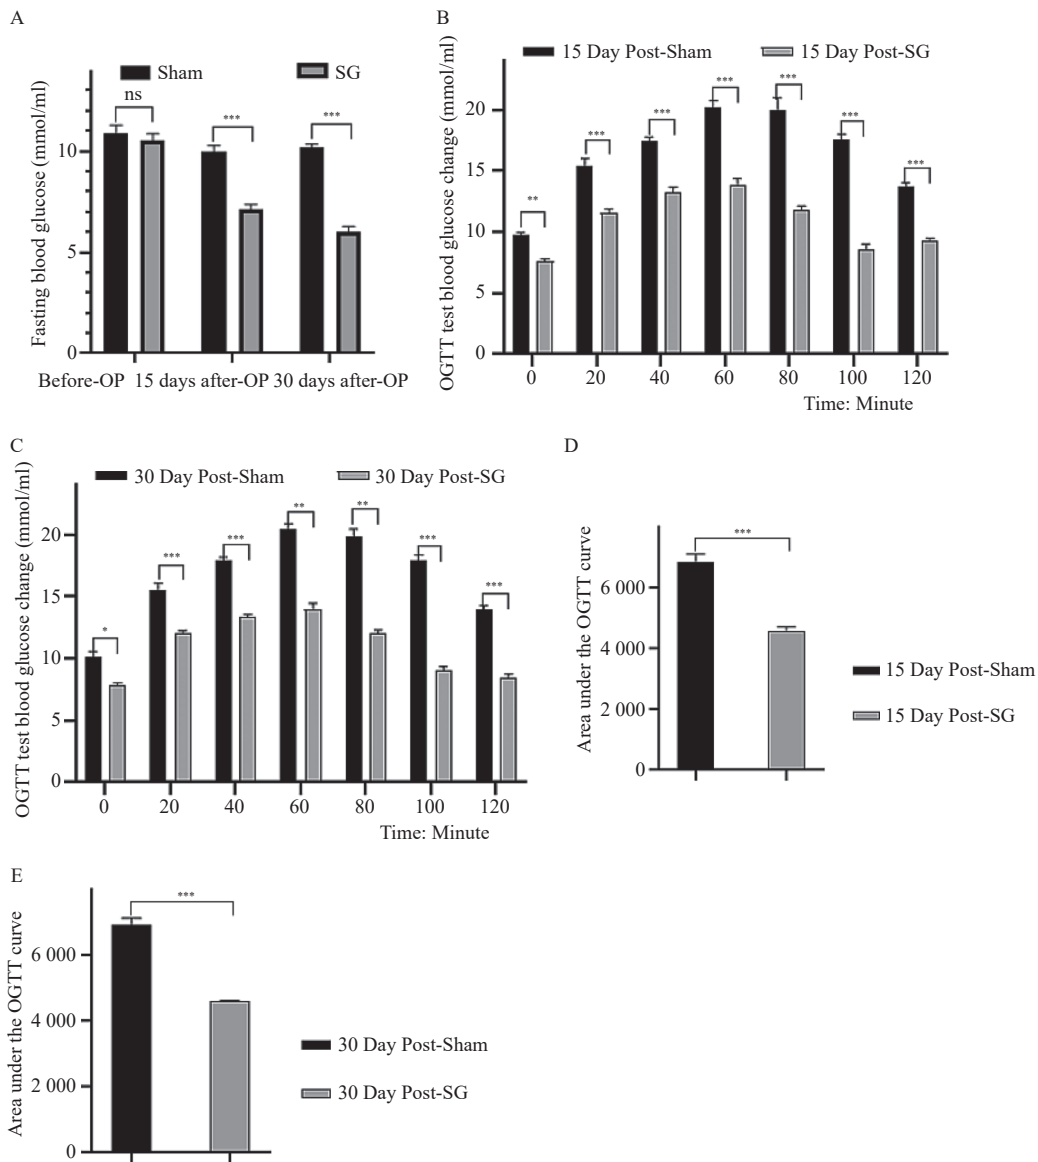 A
Sham
SG
Fasting blood glucose (mmol/ml)
10
5
0
ns
***
***
Before-OP 15 days after-OP 30 days after-OP
B
15 Day Post-Sham
15 Day Post-SG
OGTT test blood glucose change (mmol/ml)
20
15
10
5
0
**
***
***
***
***
***
***
0 20 40 60 80 100 120
Time: Minute
C
30 Day Post-Sham
30 Day Post-SG
OGTT test blood glucose change (mmol/ml)
20
15
10
5
0
*
***
***
**
**
***
***
0 20 40 60 80 100 120
Time: Minute
D
Area under the OGTT curve
6 000
4 000
2 000
0
***
15 Day Post-Sham
15 Day Post-SG
E
Area under the OGTT curve
6 000
4 000
2 000
0
***
30 Day Post-Sham
30 Day Post-SG